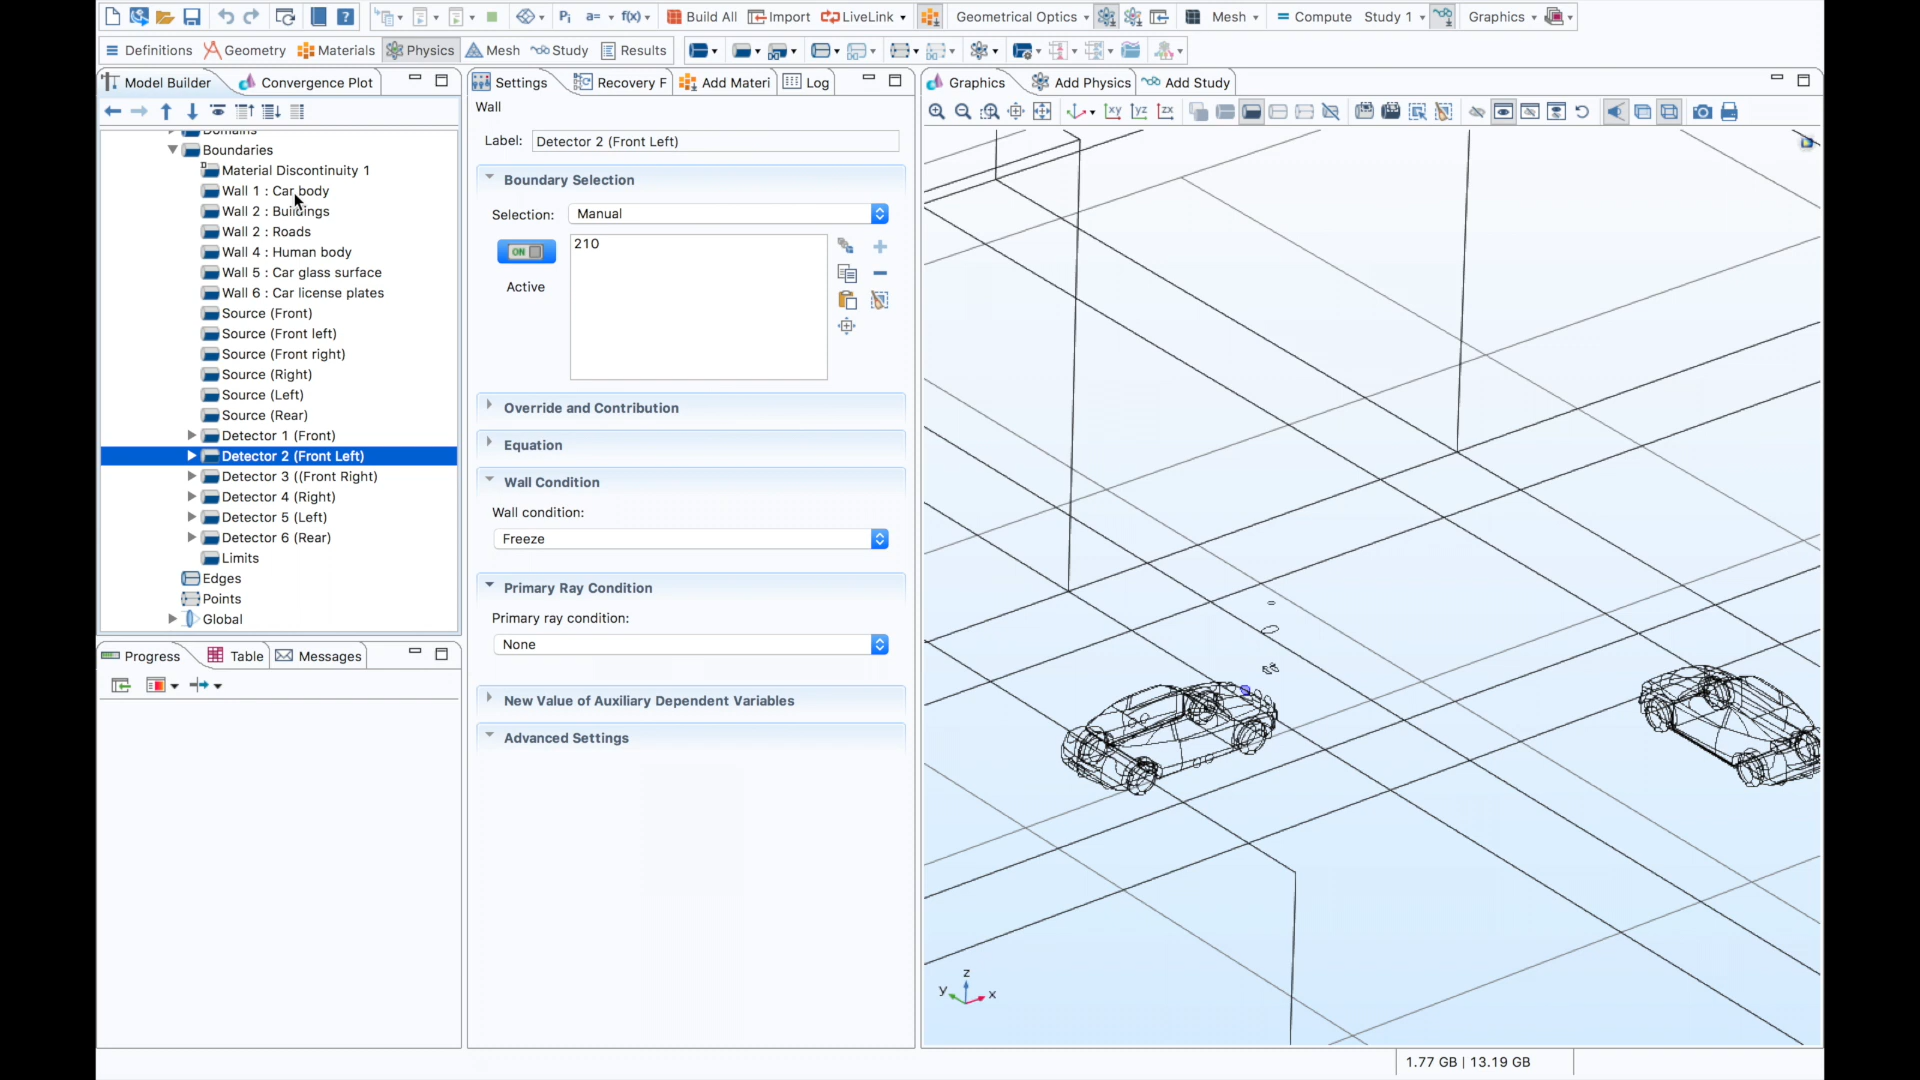 Pi
a=
f(x)
Build All
Import
LiveLink
Geometrical Optics
Mesh
= Compute
Study 1
Graphics
Definitions
Geometry
Materials
Physics
Mesh
Study
Results
Model Builder
Convergence Plot
Settings
Recovery F
Add Materi
Log
Graphics
Add Physics
Add Study
xy
yz
zx
Domains
Boundaries
Material Discontinuity 1
Wall 1 : Car body
Wall 2 : Buildings
Wall 2 : Roads
Wall 4 : Human body
Wall 5 : Car glass surface
Wall 6 : Car license plates
Source (Front)
Source (Front left)
Source (Front right)
Source (Right)
Source (Left)
Source (Rear)
Detector 1 (Front)
Detector 2 (Front Left)
Detector 3 ((Front Right)
Detector 4 (Right)
Detector 5 (Left)
Detector 6 (Rear)
Limits
Edges
Points
Global
Progress
Table
Messages
Wall
Label: Detector 2 (Front Left)
Boundary Selection
Selection: Manual
ON
Active
210
Override and Contribution
Equation
Wall Condition
Wall condition:
Freeze
Primary Ray Condition
Primary ray condition:
None
New Value of Auxiliary Dependent Variables
Advanced Settings
z
y
x
1.77 GB | 13.19 GB